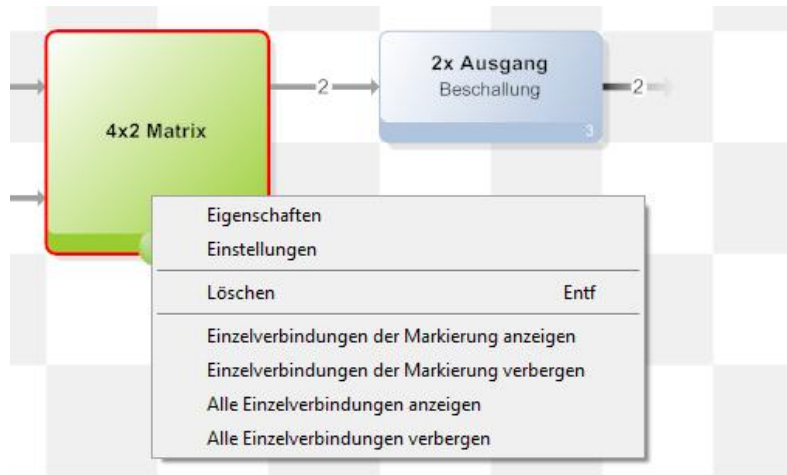 2x Ausgang
Beschallung
2
2
4x2 Matrix
3
Eigenschaften
Einstellungen
Löschen Entf
Einzelverbindungen der Markierung anzeigen
Einzelverbindungen der Markierung verbergen
Alle Einzelverbindungen anzeigen
Alle Einzelverbindungen verbergen